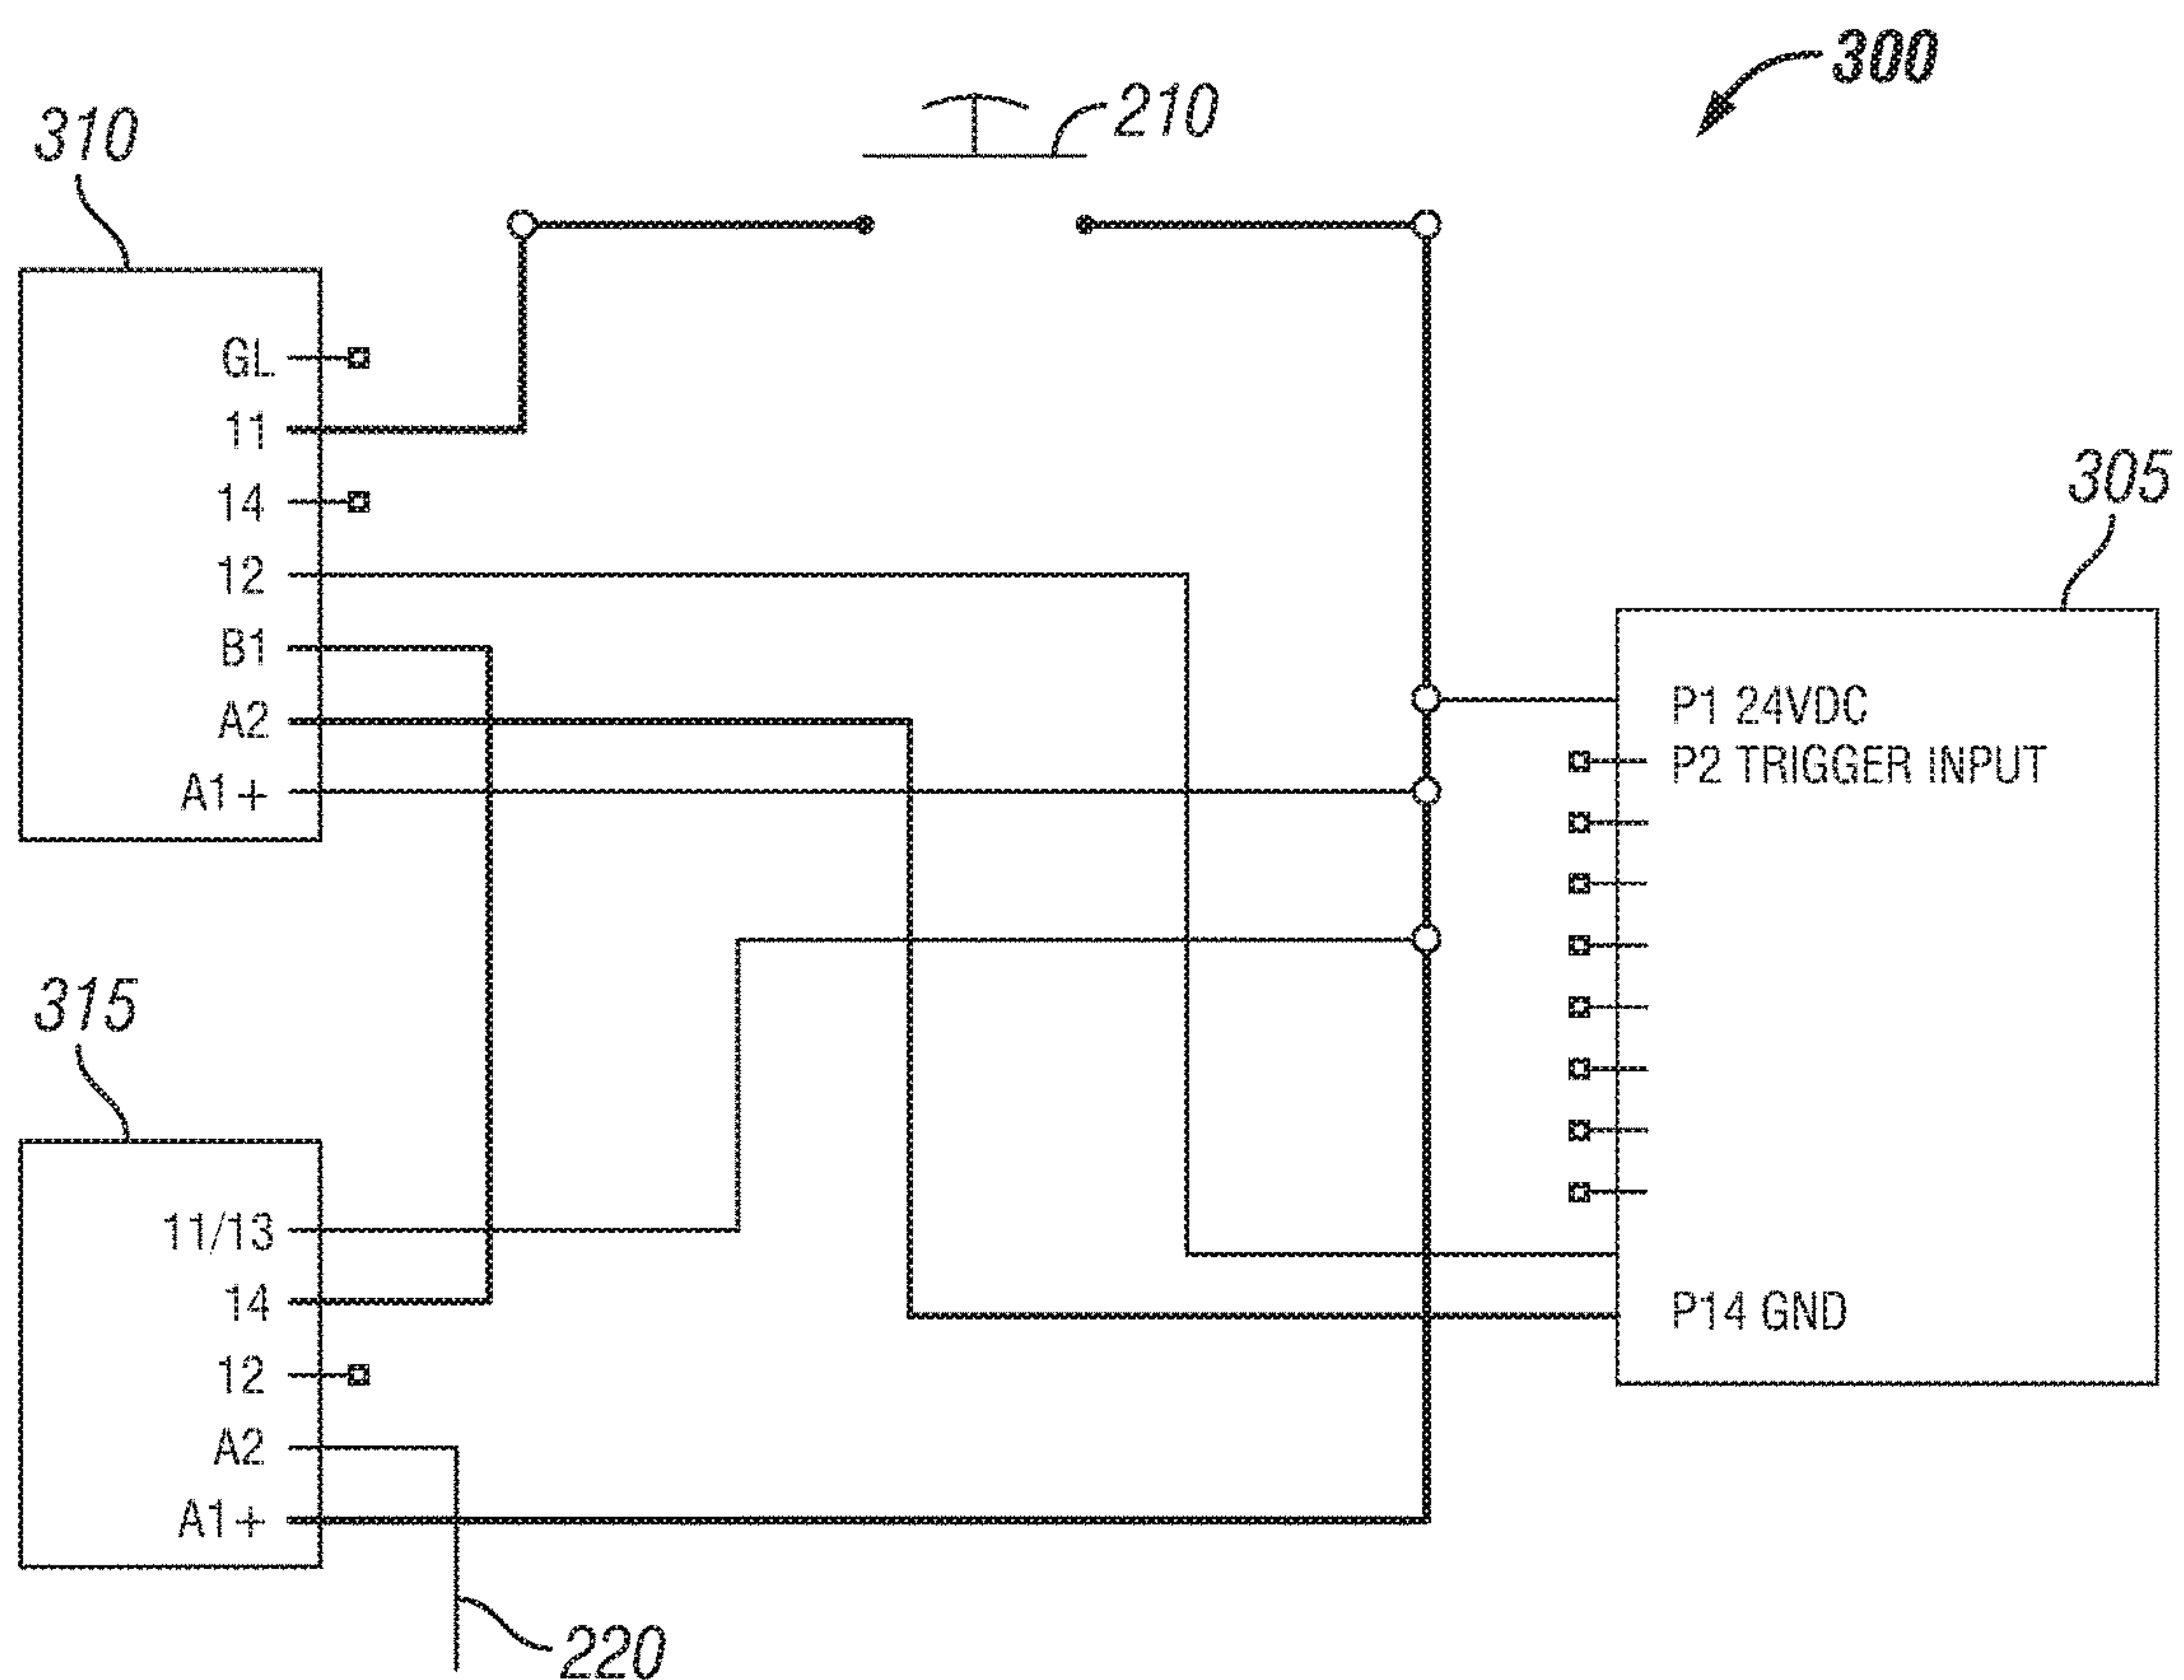 300
210
310
GL
11
14
12
B1
A2
A1+
305
P1 24VDC
P2 TRIGGER INPUT
P14 GND
315
11/13
14
12
A2
A1+
220